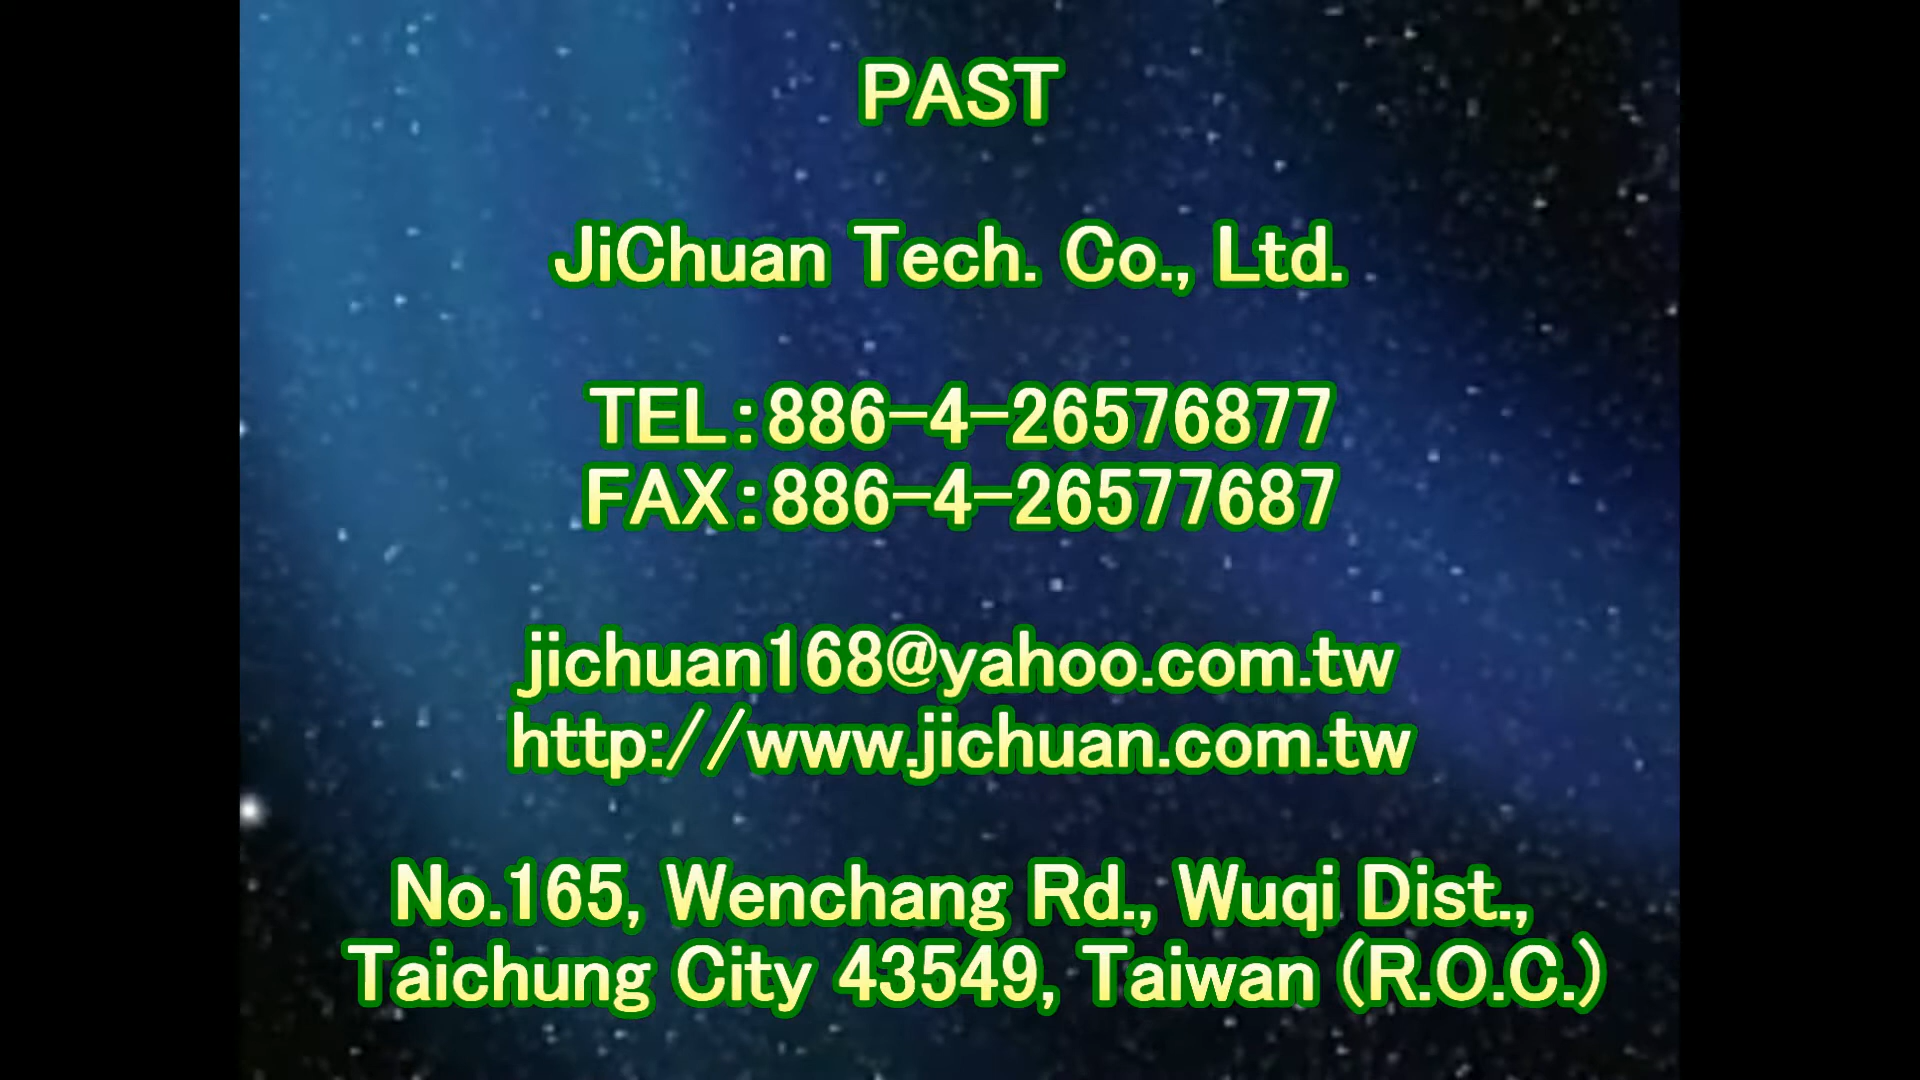 PAST
JiChuan Tech. Co., Ltd.
TEL:886-4-26576877
FAX:886-4-26577687
jichuan168@yahoo.com.tw
http://www.jichuan.com.tw
No.165, Wenchang Rd., Wuqi Dist.,
Taichung City 43549, Taiwan (R.O.C.)